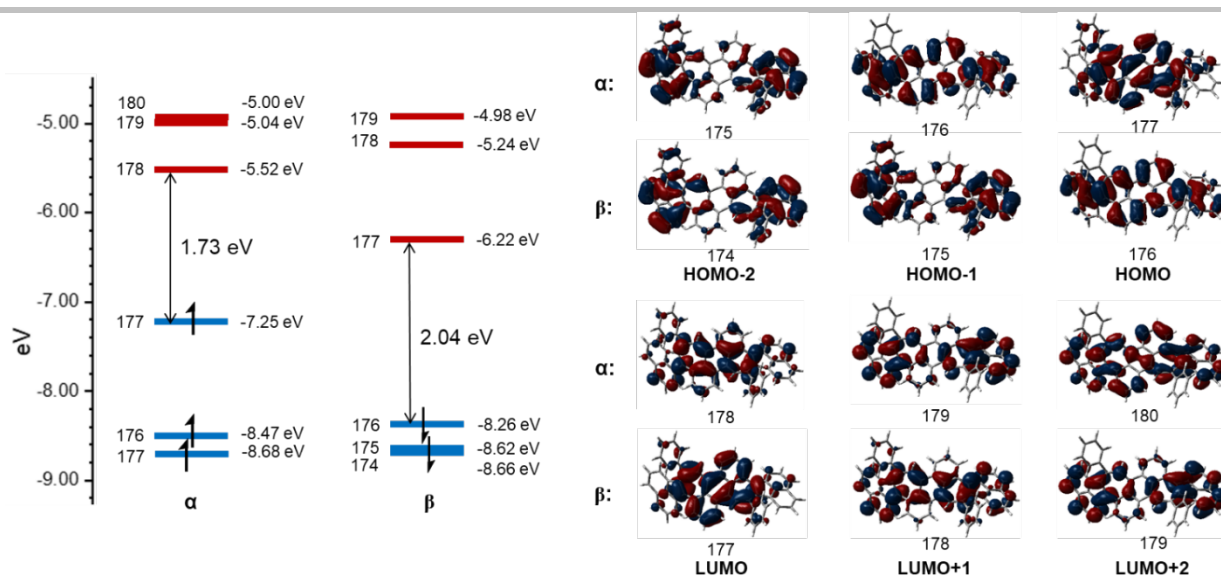 eV
-5.00
-6.00
-7.00
-8.00
-9.00
180 -5.00 eV
179 -5.04 eV
178 -5.52 eV
1.73 eV
177 -7.25 eV
176 -8.47 eV
177 -8.68 eV
α
179 -4.98 eV
178 -5.24 eV
177 -6.22 eV
2.04 eV
176 -8.26 eV
175 -8.62 eV
174 -8.66 eV
β
α:
175 176 177
β:
174 175 176
HOMO-2 HOMO-1 HOMO
α:
178 179 180
β:
177 178 179
LUMO LUMO+1 LUMO+2